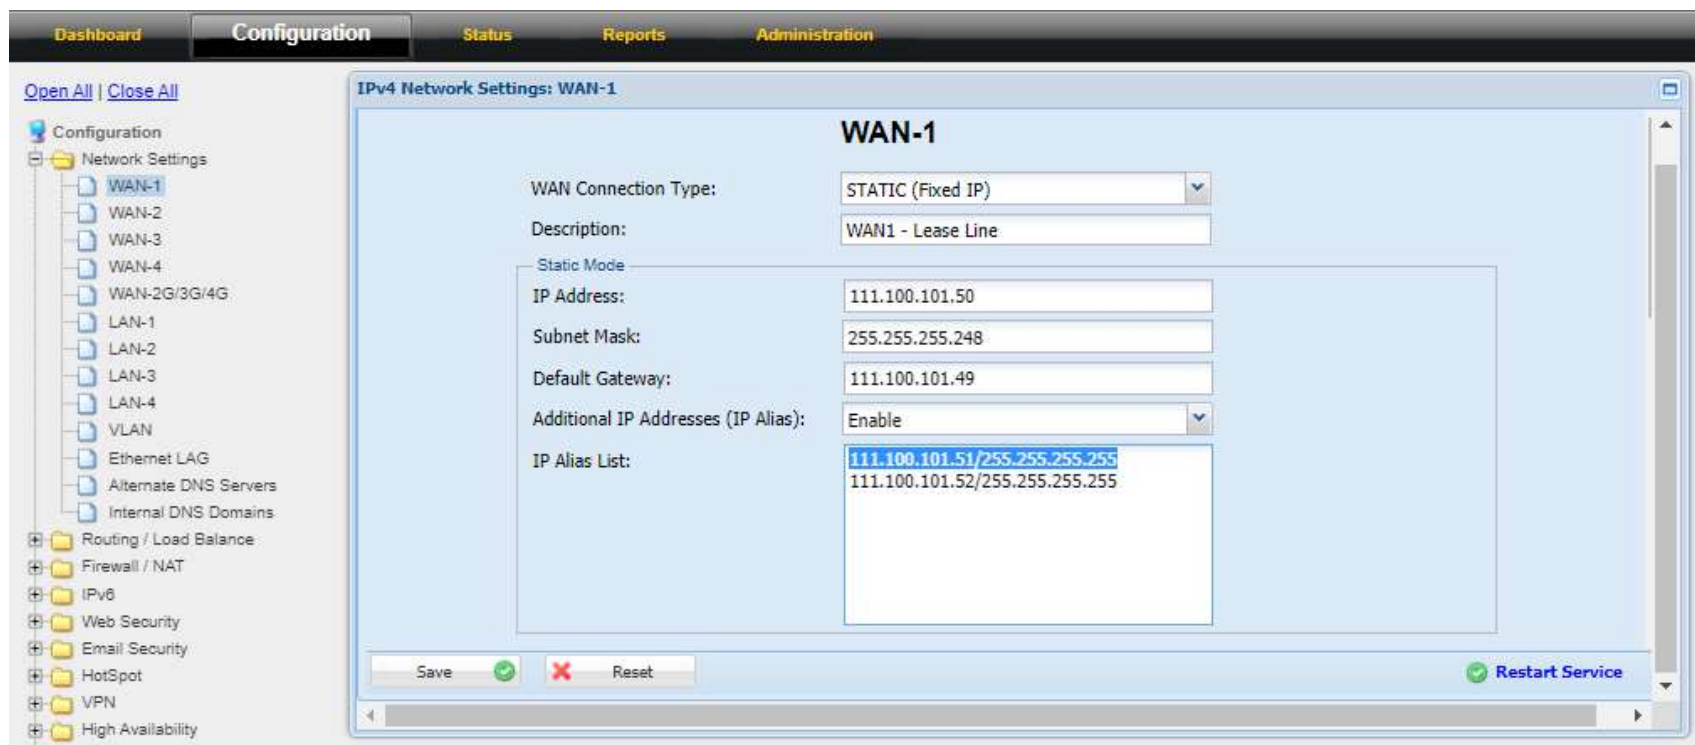 Dashboard Configuration Status Reports Administration
Open All | Close All
Configuration
Network Settings
WAN-1
WAN-2
WAN-3
WAN-4
WAN-2G/3G/4G
LAN-1
LAN-2
LAN-3
LAN-4
VLAN
Ethernet LAG
Alternate DNS Servers
Internal DNS Domains
Routing / Load Balance
Firewall / NAT
IPv6
Web Security
Email Security
HotSpot
VPN
High Availability
IPv4 Network Settings: WAN-1
WAN-1
WAN Connection Type: STATIC (Fixed IP)
Description: WAN1 - Lease Line
Static Mode
IP Address: 111.100.101.50
Subnet Mask: 255.255.255.248
Default Gateway: 111.100.101.49
Additional IP Addresses (IP Alias): Enable
IP Alias List: 111.100.101.51/255.255.255.255
111.100.101.52/255.255.255.255
Save Reset Restart Service